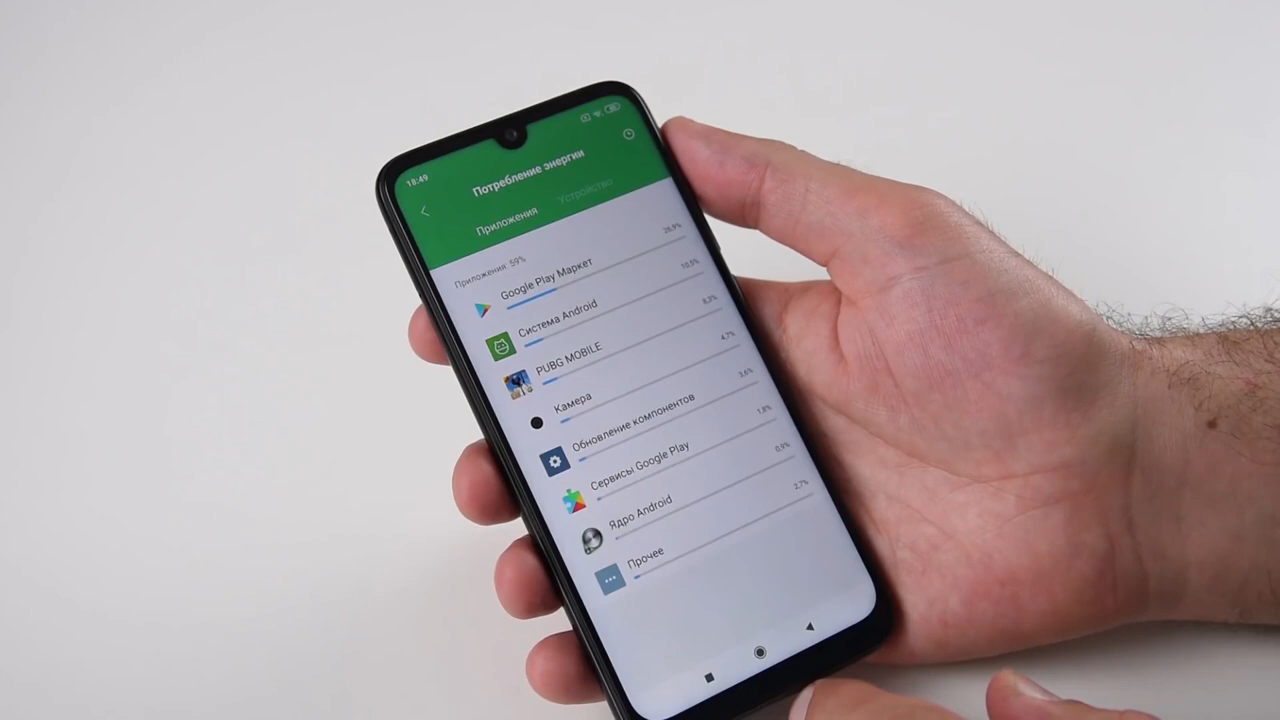 18:49
Потребление энергии
Приложения Устройство
Приложения: 59%
Google Play Маркет 26,9%
Система Android 10,5%
PUBG MOBILE 8,3%
Камера 4,7%
Обновление компонентов 3,6%
Сервисы Google Play 1,8%
Ядро Android 0,9%
Прочее 2,7%